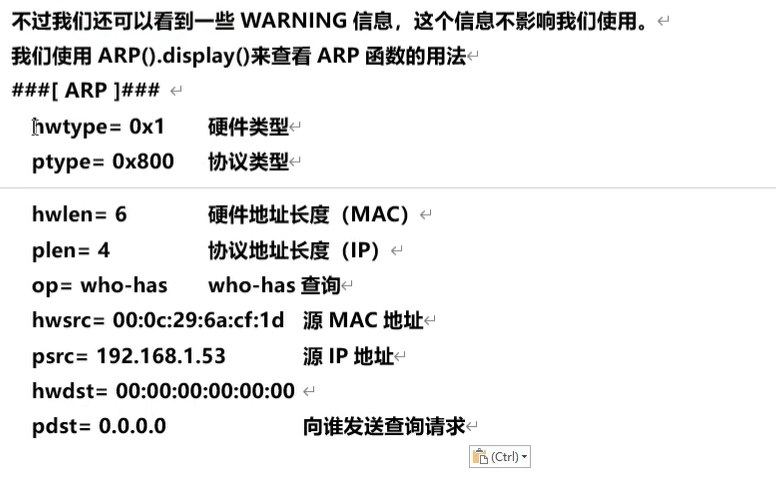 不过我们还可以看到一些 WARNING 信息，这个信息不影响我们使用。
我们使用 ARP().display()来查看 ARP 函数的用法
###[ ARP ]###
hwtype= 0x1 硬件类型
ptype= 0x800 协议类型
hwlen= 6 硬件地址长度（MAC）
plen= 4 协议地址长度（IP）
op= who-has who-has 查询
hwsrc= 00:0c:29:6a:cf:1d 源 MAC 地址
psrc= 192.168.1.53 源 IP 地址
hwdst= 00:00:00:00:00:00
pdst= 0.0.0.0 向谁发送查询请求
(Ctrl)